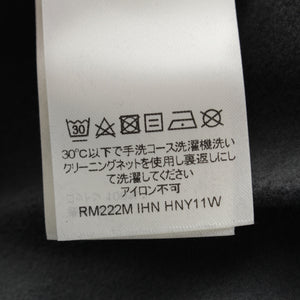 30
30℃以下で手洗コース洗濯機洗い
クリーニングネットを使用し裏返しにし
て洗濯してください
アイロン不可
RM222M IHN HNY11W